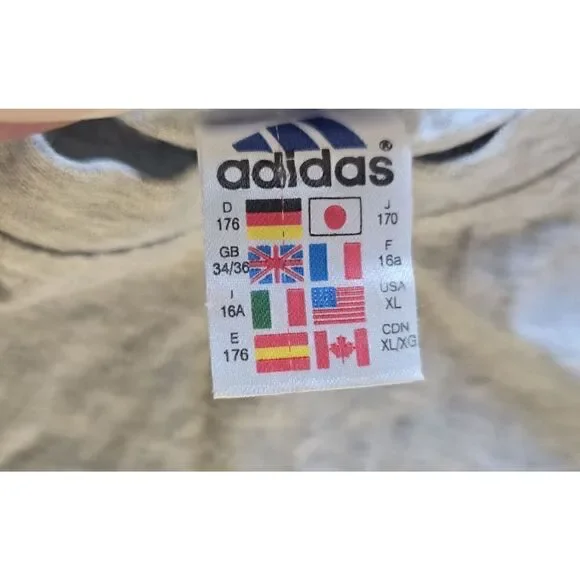 adidas®
D J
176 170
GB F
34/36 16a
I USA
16A XL
E CDN
176 XL/XG